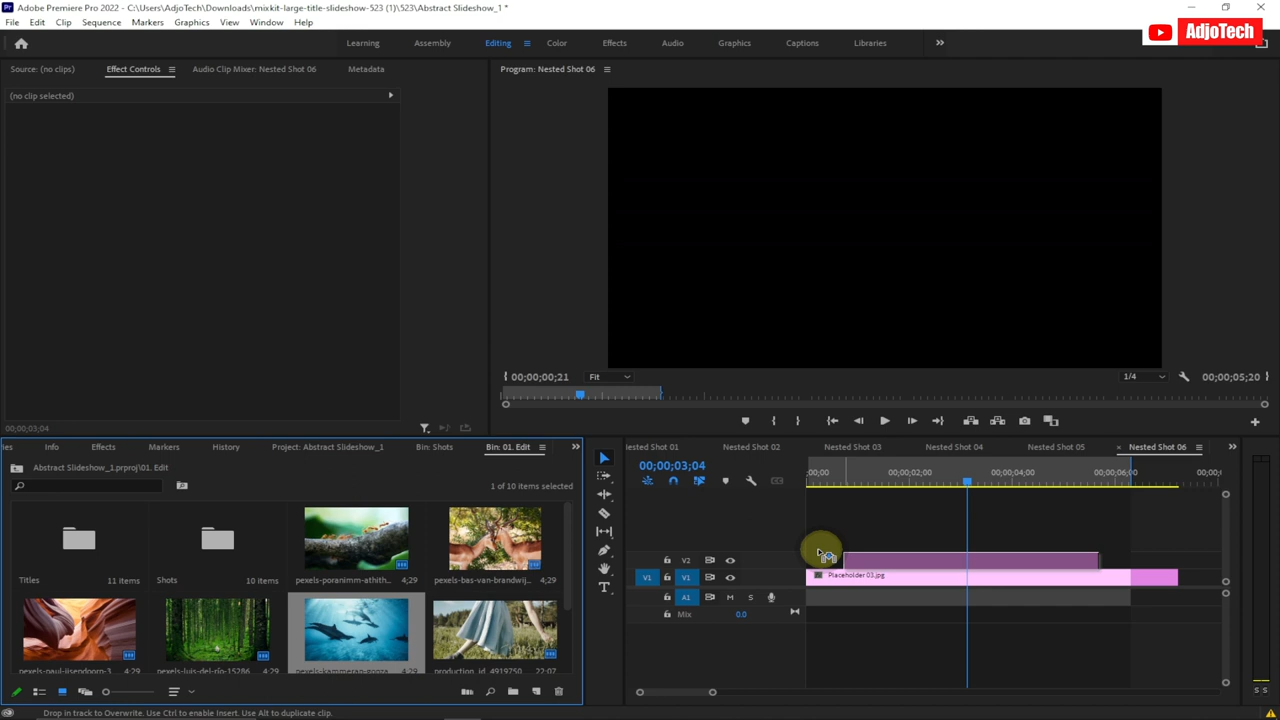 Adobe Premiere Pro 2022 - C:\Users\AdjoTech\Downloads\mixkit-large-title-slideshow-523 (1)\523\Abstract Slideshow_1 *
File Edit Clip Sequence Markers Graphics View Window Help
AdjoTech
Learning Assembly Editing Color Effects Audio Graphics Captions Libraries
Source: (no clips) Effect Controls Audio Clip Mixer: Nested Shot 06 Metadata
Program: Nested Shot 06
(no clip selected)
00;00;00;21 Fit 1/4 00;00;05;20
00;00;03;04
ies Info Effects Markers History Project: Abstract Slideshow_1 Bin: Shots Bin: 01. Edit
Abstract Slideshow_1.prproj\01. Edit
1 of 10 items selected
Titles 11 Items
Shots 10 items
pexels-poranimm-athith... 4;29
pexels-bas-van-brandwij... 4;29
4;29
pexels-luis-del-río-15286... 4;29
4;29
production_id_4919750 22:07
Drop in track to Overwrite. Use Ctrl to enable Insert. Use Alt to duplicate clip.
ested Shot 01 Nested Shot 02 Nested Shot 03 Nested Shot 04 Nested Shot 05 Nested Shot 06
00;00;03;04
;00;00 00;00;02;00 00;00;04;00 00;00;06;00
V2
V1 V1 Placeholder 03.jpg
A1 M S
Mix 0.0
S S